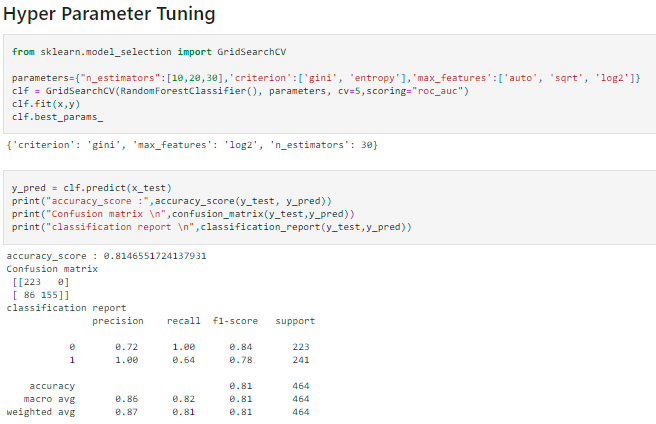 Hyper Parameter Tuning
from sklearn.model_selection import GridSearchCV
parameters={"n_estimators":[10,20,30],'criterion':['gini', 'entropy'],'max_features':['auto', 'sqrt', 'log2']}
clf = GridSearchCV(RandomForestClassifier(), parameters, cv=5,scoring="roc_auc")
clf.fit(x,y)
clf.best_params_
{'criterion': 'gini', 'max_features': 'log2', 'n_estimators': 30}
y_pred = clf.predict(x_test)
print("accuracy_score :",accuracy_score(y_test, y_pred))
print("Confusion matrix \n",confusion_matrix(y_test,y_pred))
print("classification report \n",classification_report(y_test,y_pred))
accuracy_score : 0.8146551724137931
Confusion matrix
[[223   0]
[ 86 155]]
classification report
precision    recall  f1-score   support
0       0.72      1.00      0.84       223
1       1.00      0.64      0.78       241
accuracy                           0.81       464
macro avg       0.86      0.82      0.81       464
weighted avg       0.87      0.81      0.81       464